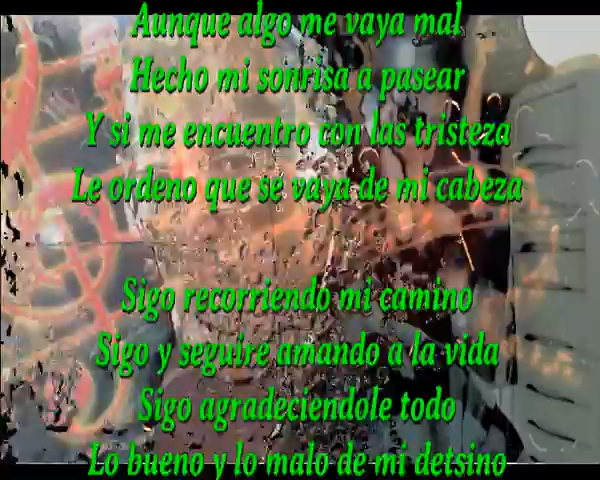 Aunque algo me vaya mal
Hecho mi sonrisa a pasear
Y si me encuentro con las tristeza
Le ordeno que se vaya de mi cabeza
Sigo recorriendo mi camino
Sigo y seguire amando a la vida
Sigo agradeciendole todo
Lo bueno y lo malo de mi detsino